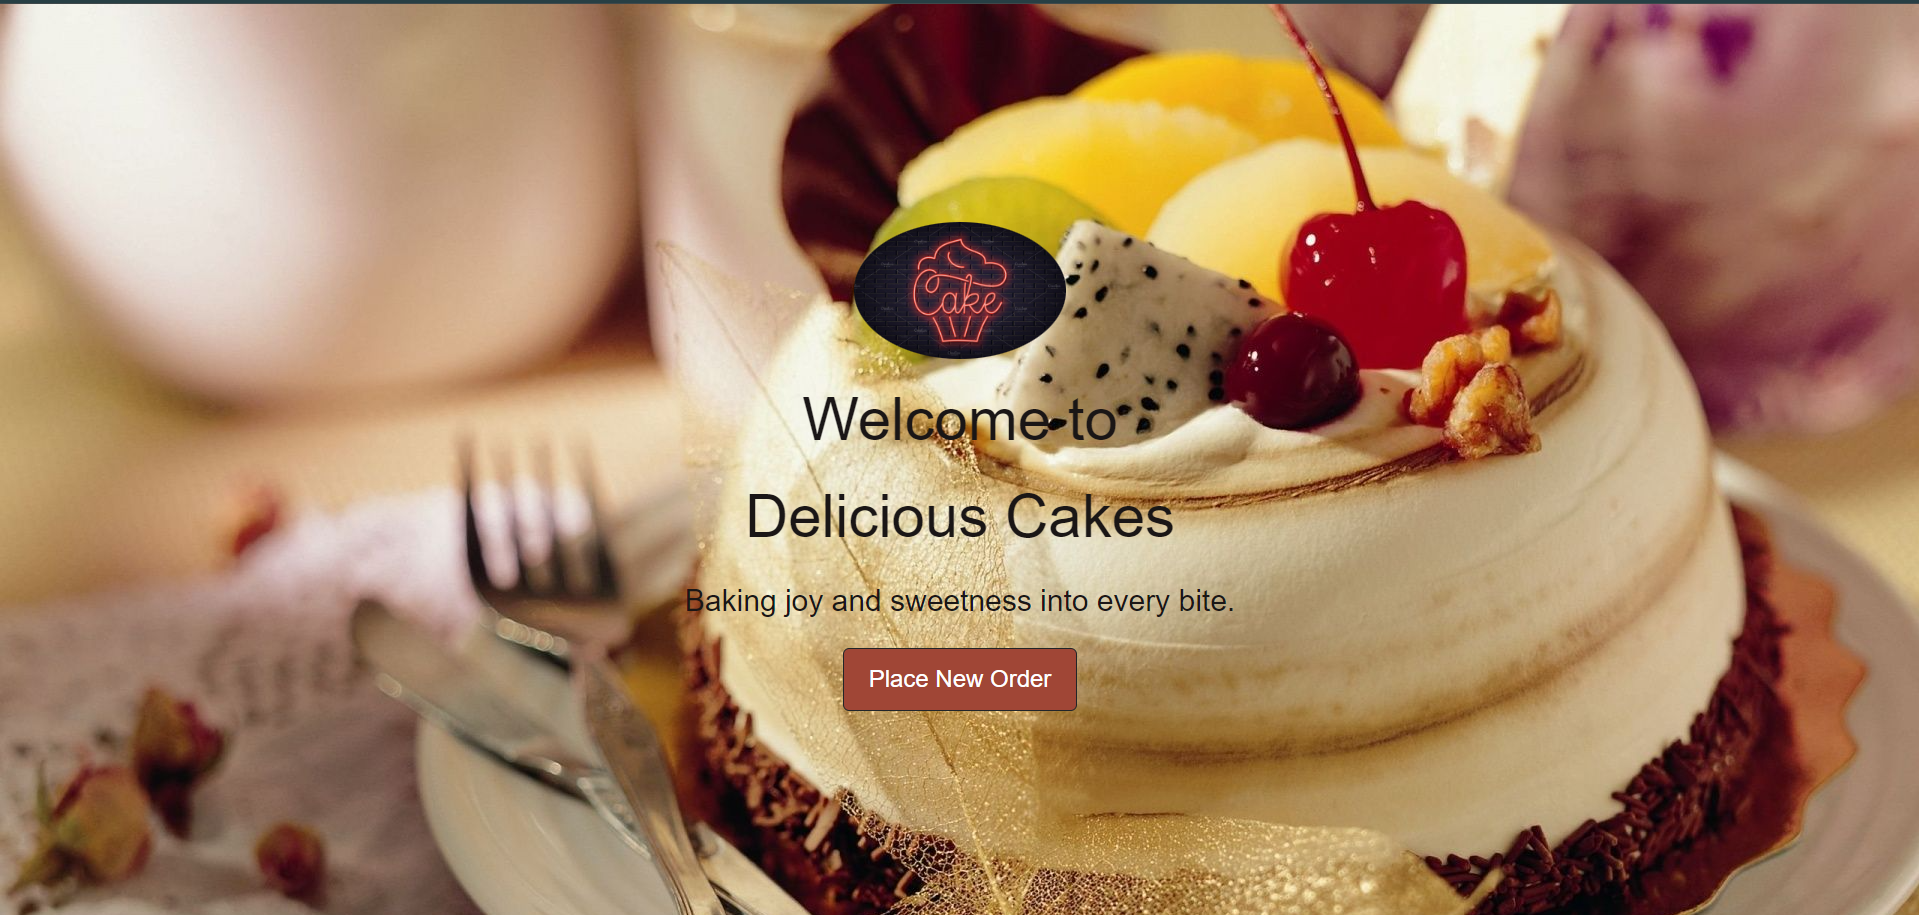 Cake
Welcome to
Delicious Cakes
Baking joy and sweetness into every bite.
Place New Order